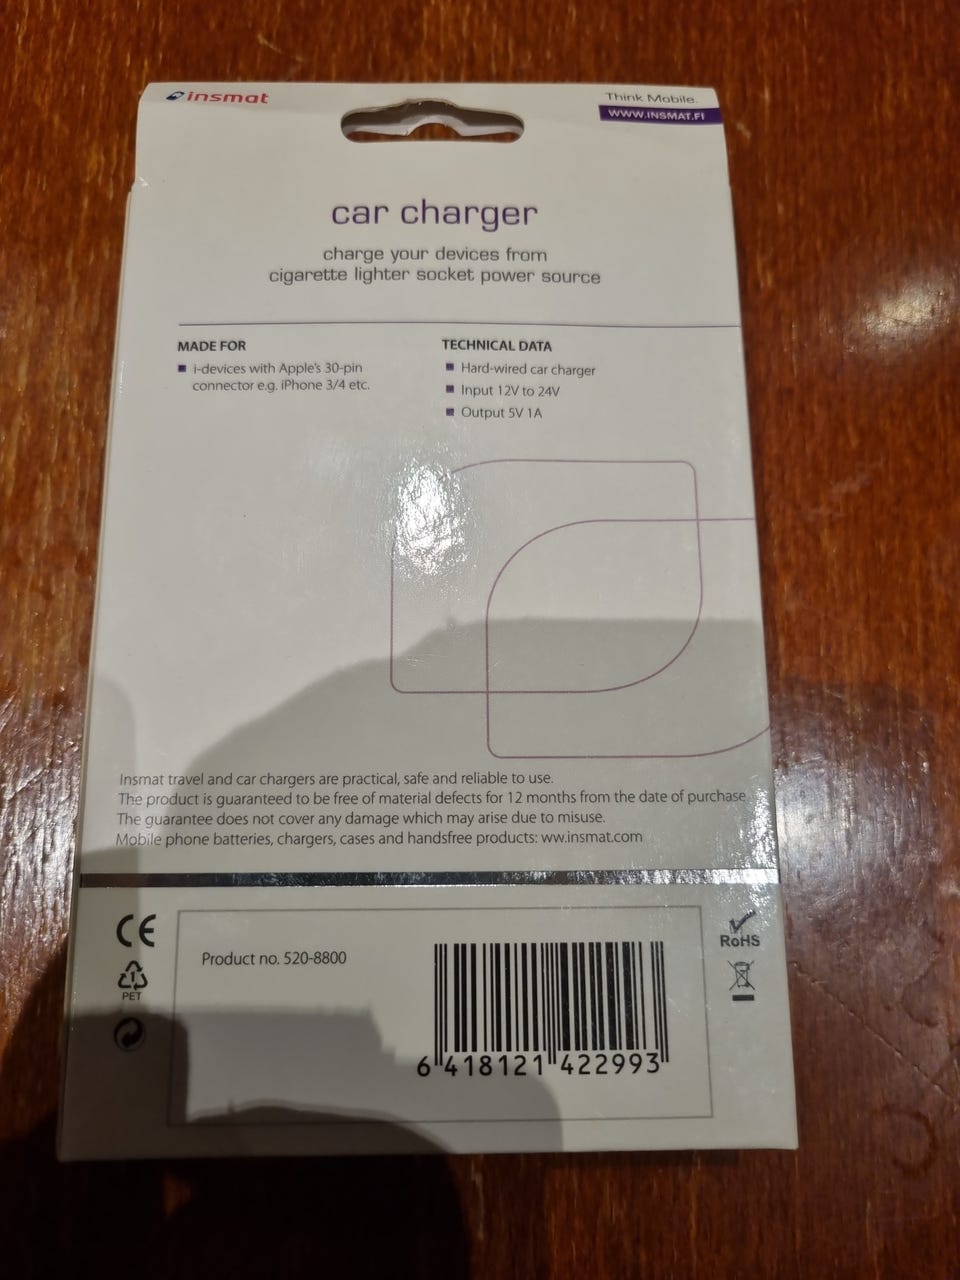 insmat
Think Mobile.
WWW.INSMAT.FI
car charger
charge your devices from
cigarette lighter socket power source
MADE FOR
i-devices with Apple's 30-pin
connector e.g. iPhone 3/4 etc.
TECHNICAL DATA
Hard-wired car charger
Input 12V to 24V
Output 5V 1A
Insmat travel and car chargers are practical, safe and reliable to use.
The product is guaranteed to be free of material defects for 12 months from the date of purchase.
The guarantee does not cover any damage which may arise due to misuse.
Mobile phone batteries, chargers, cases and handsfree products: ww.insmat.com
CE
1
PET
Product no. 520-8800
6 418121 422993
RoHS